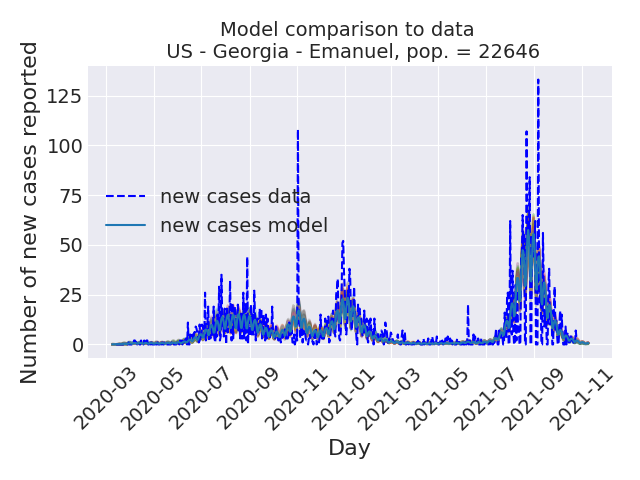 Model comparison to data
US - Georgia - Emanuel, pop. = 22646
Number of new cases reported
125
100
75
50
25
0
new cases data
new cases model
2020-03
2020-05
2020-07
2020-09
2020-11
2021-01
2021-03
2021-05
2021-07
2021-09
2021-11
Day